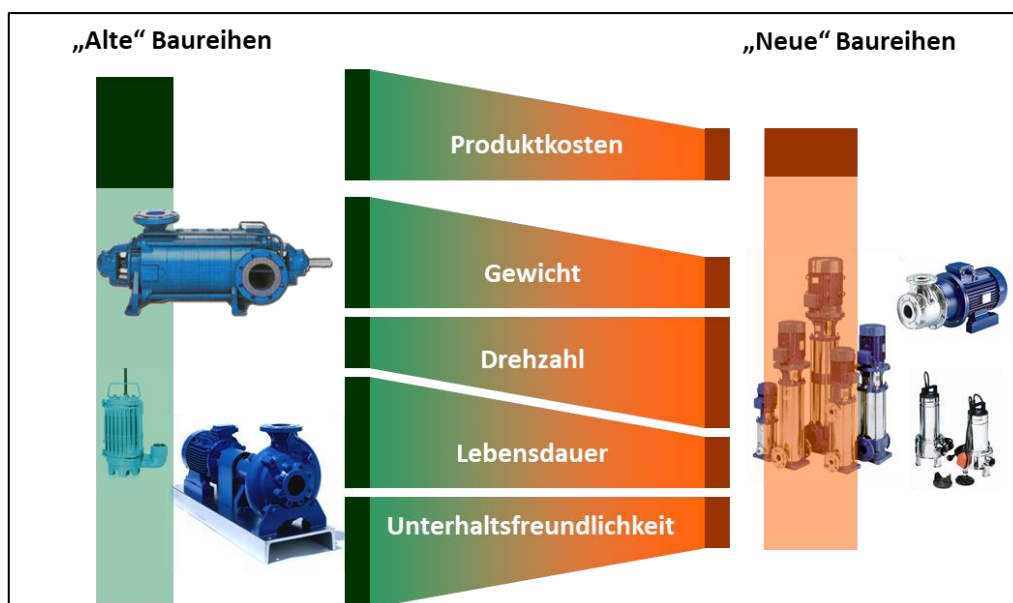 „Alte“ Baureihen
„Neue“ Baureihen
Produktkosten
Gewicht
Drehzahl
Lebensdauer
Unterhaltsfreundlichkeit